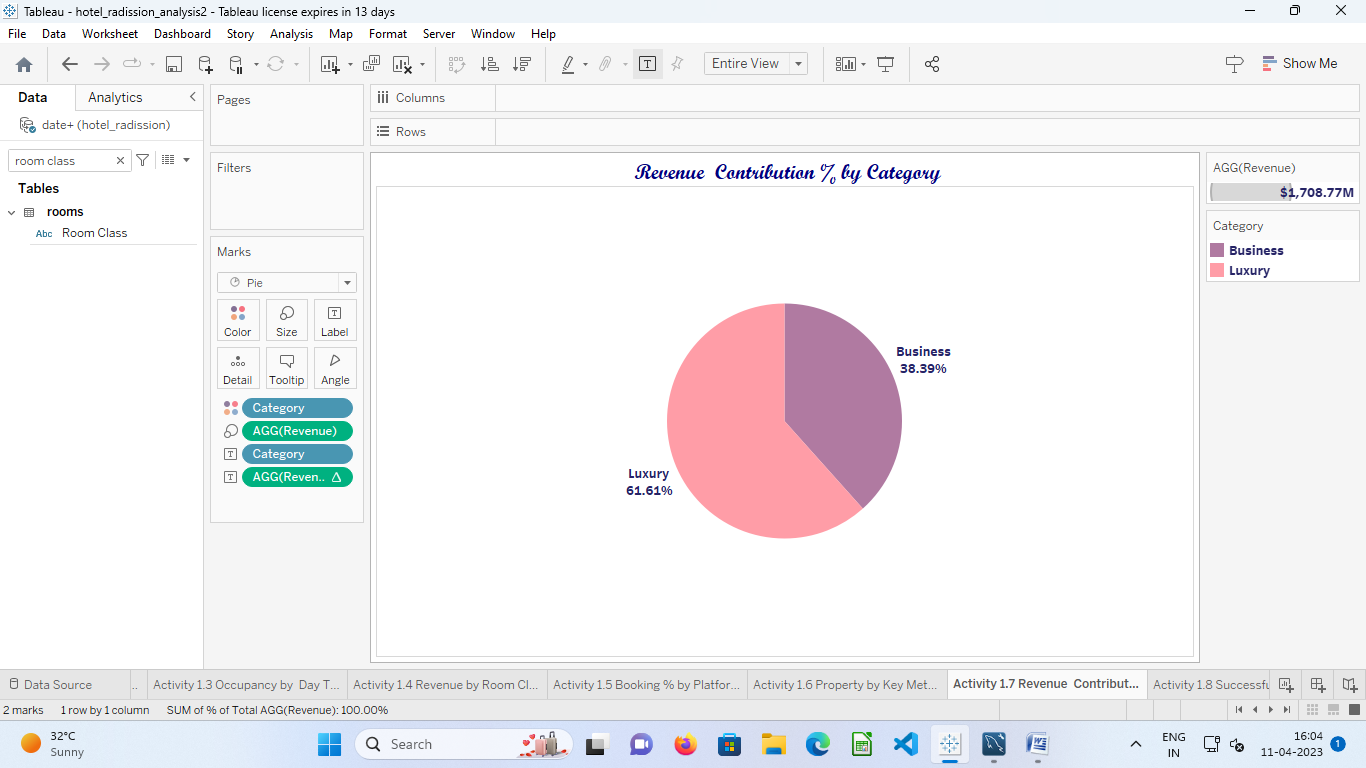 Tableau - hotel_radission_analysis2 - Tableau license expires in 13 days
File Data Worksheet Dashboard Story Analysis Map Format Server Window Help
Entire View
Show Me
Data Analytics
date+ (hotel_radission)
room class
Tables
rooms
Abc Room Class
Pages
Filters
Marks
Pie
Color Size Label
Detail Tooltip Angle
Category
AGG(Revenue)
Category
AGG(Reven.. Δ
Columns
Rows
Revenue Contribution % by Category
Business
38.39%
Luxury
61.61%
AGG(Revenue)
$1,708.77M
Category
Business
Luxury
Data Source .. Activity 1.3 Occupancy by Day T... Activity 1.4 Revenue by Room Cl... Activity 1.5 Booking % by Platfor... Activity 1.6 Property by Key Met... Activity 1.7 Revenue Contribut... Activity 1.8 Successfu
2 marks 1 row by 1 column SUM of % of Total AGG(Revenue): 100.00%
32°C
Sunny
Search
ENG
IN
16:04
11-04-2023
1